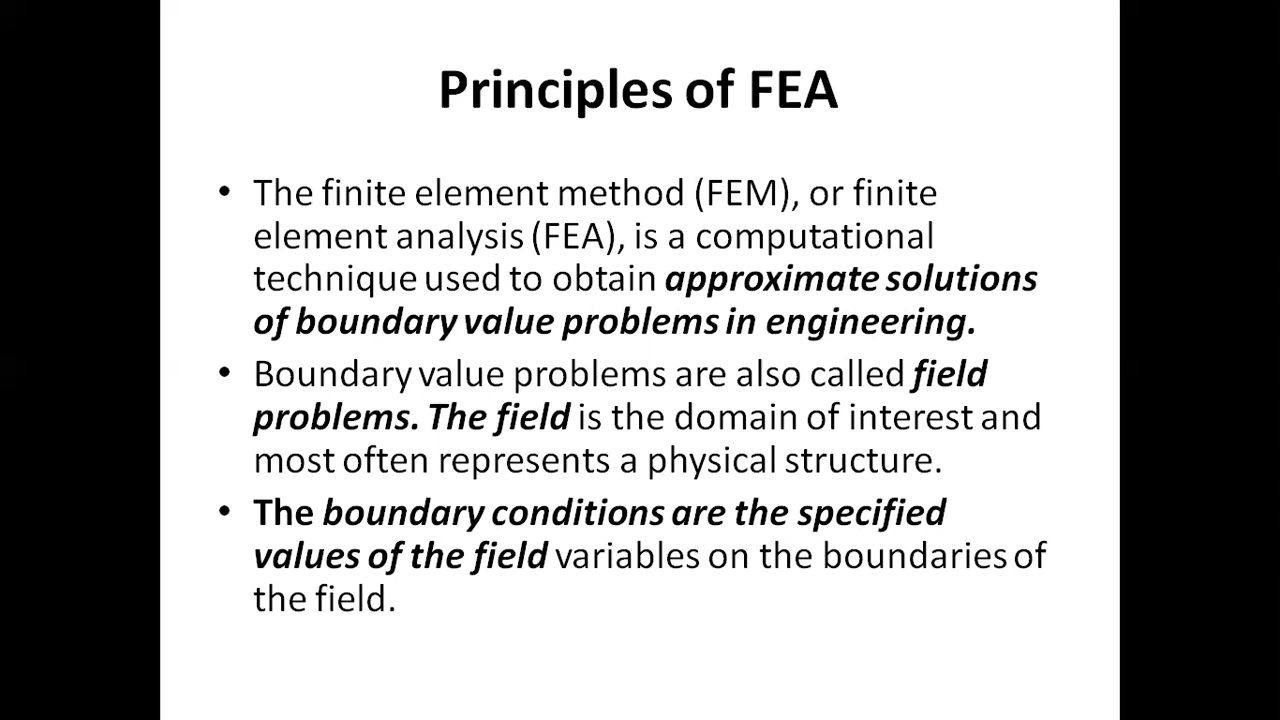 Principles of FEA
• The finite element method (FEM), or finite
element analysis (FEA), is a computational
technique used to obtain approximate solutions
of boundary value problems in engineering.
• Boundary value problems are also called field
problems. The field is the domain of interest and
most often represents a physical structure.
• The boundary conditions are the specified
values of the field variables on the boundaries of
the field.